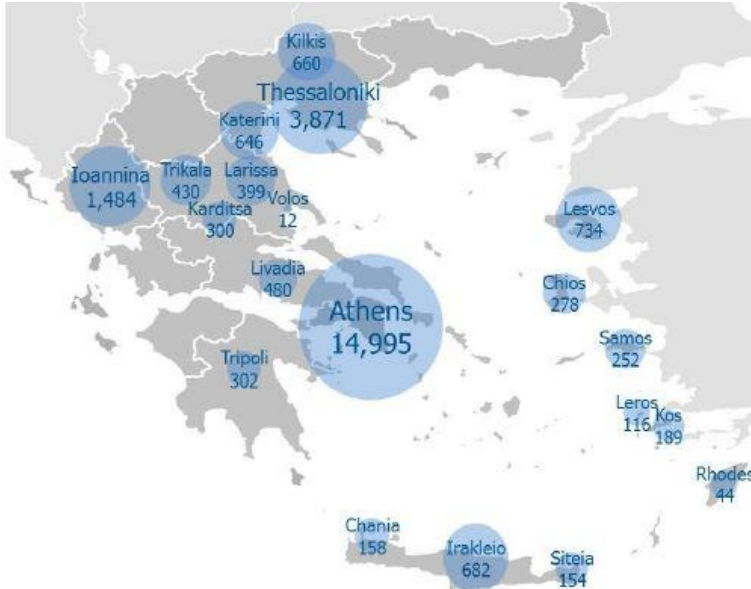 Kilkis
660
Thessaloniki
3,871
Katerini
646
Ioannina
1,484
Trikala
430
Larissa
399
Volos
12
Karditsa
300
Lesvos
734
Livadia
480
Chios
278
Athens
14,995
Samos
252
Tripoli
302
Leros
116
Kos
189
Rhodes
44
Chania
158
Irakleio
682
Siteia
154